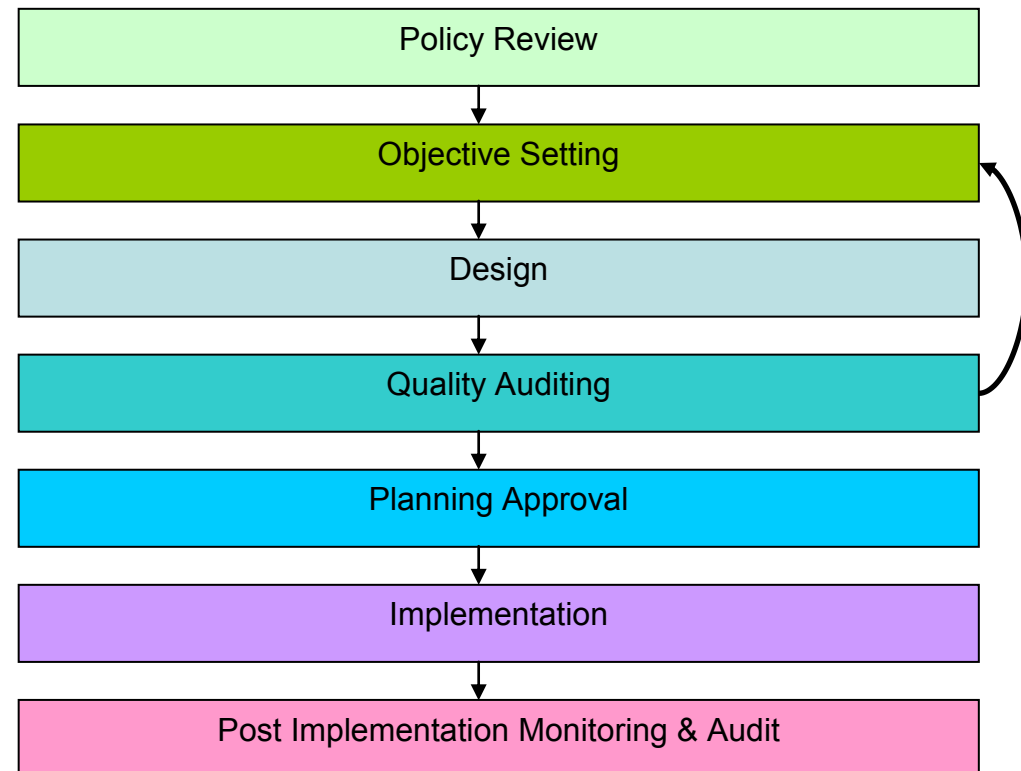 Policy Review
Objective Setting
Design
Quality Auditing
Planning Approval
Implementation
Post Implementation Monitoring & Audit